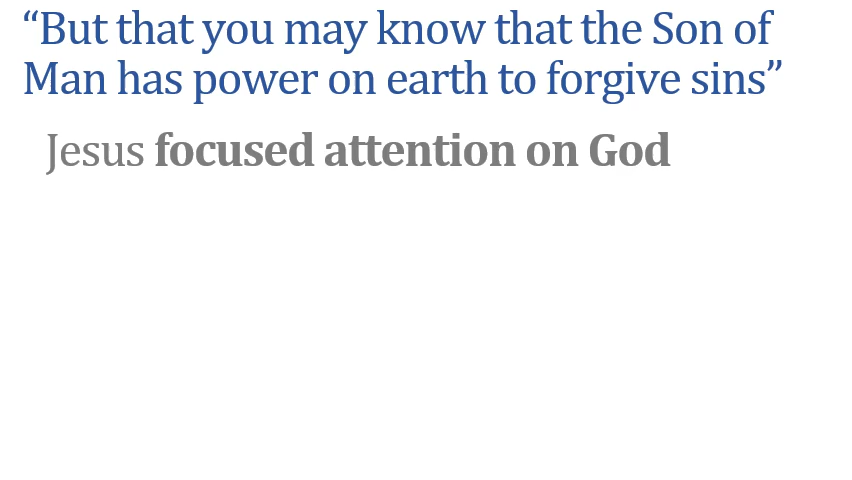 “But that you may know that the Son of
Man has power on earth to forgive sins”
Jesus focused attention on God